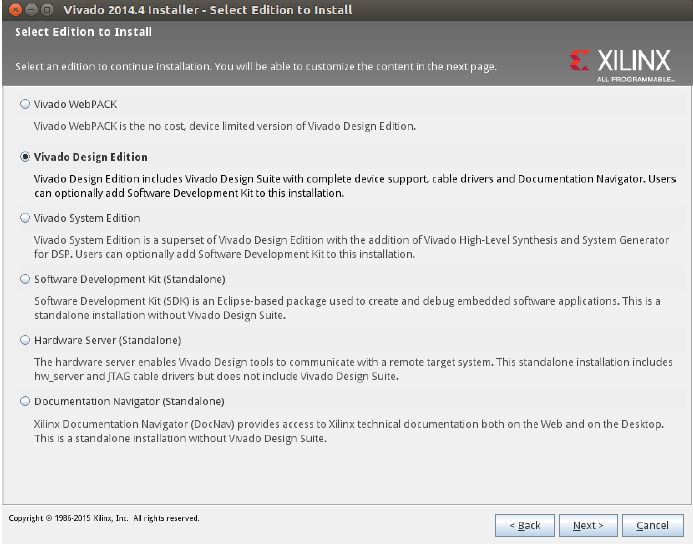 Vivado 2014.4 Installer - Select Edition to Install
Select Edition to Install
Select an edition to continue installation. You will be able to customize the content in the next page.
XILINX
ALL PROGRAMMABLE™
Vivado WebPACK
Vivado WebPACK is the no cost, device limited version of Vivado Design Edition.
Vivado Design Edition
Vivado Design Edition includes Vivado Design Suite with complete device support, cable drivers and Documentation Navigator. Users
can optionally add Software Development Kit to this installation.
Vivado System Edition
Vivado System Edition is a superset of Vivado Design Edition with the addition of Vivado High-Level Synthesis and System Generator
for DSP. Users can optionally add Software Development Kit to this installation.
Software Development Kit (Standalone)
Software Development Kit (SDK) is an Eclipse-based package used to create and debug embedded software applications. This is a
standalone installation without Vivado Design Suite.
Hardware Server (Standalone)
The hardware server enables Vivado Design tools to communicate with a remote target system. This standalone installation includes
hw_server and JTAG cable drivers but does not include Vivado Design Suite.
Documentation Navigator (Standalone)
Xilinx Documentation Navigator (DocNav) provides access to Xilinx technical documentation both on the Web and on the Desktop.
This is a standalone installation without Vivado Design Suite.
Copyright © 1986-2015 Xilinx, Inc. All rights reserved.
< Back
Next >
Cancel